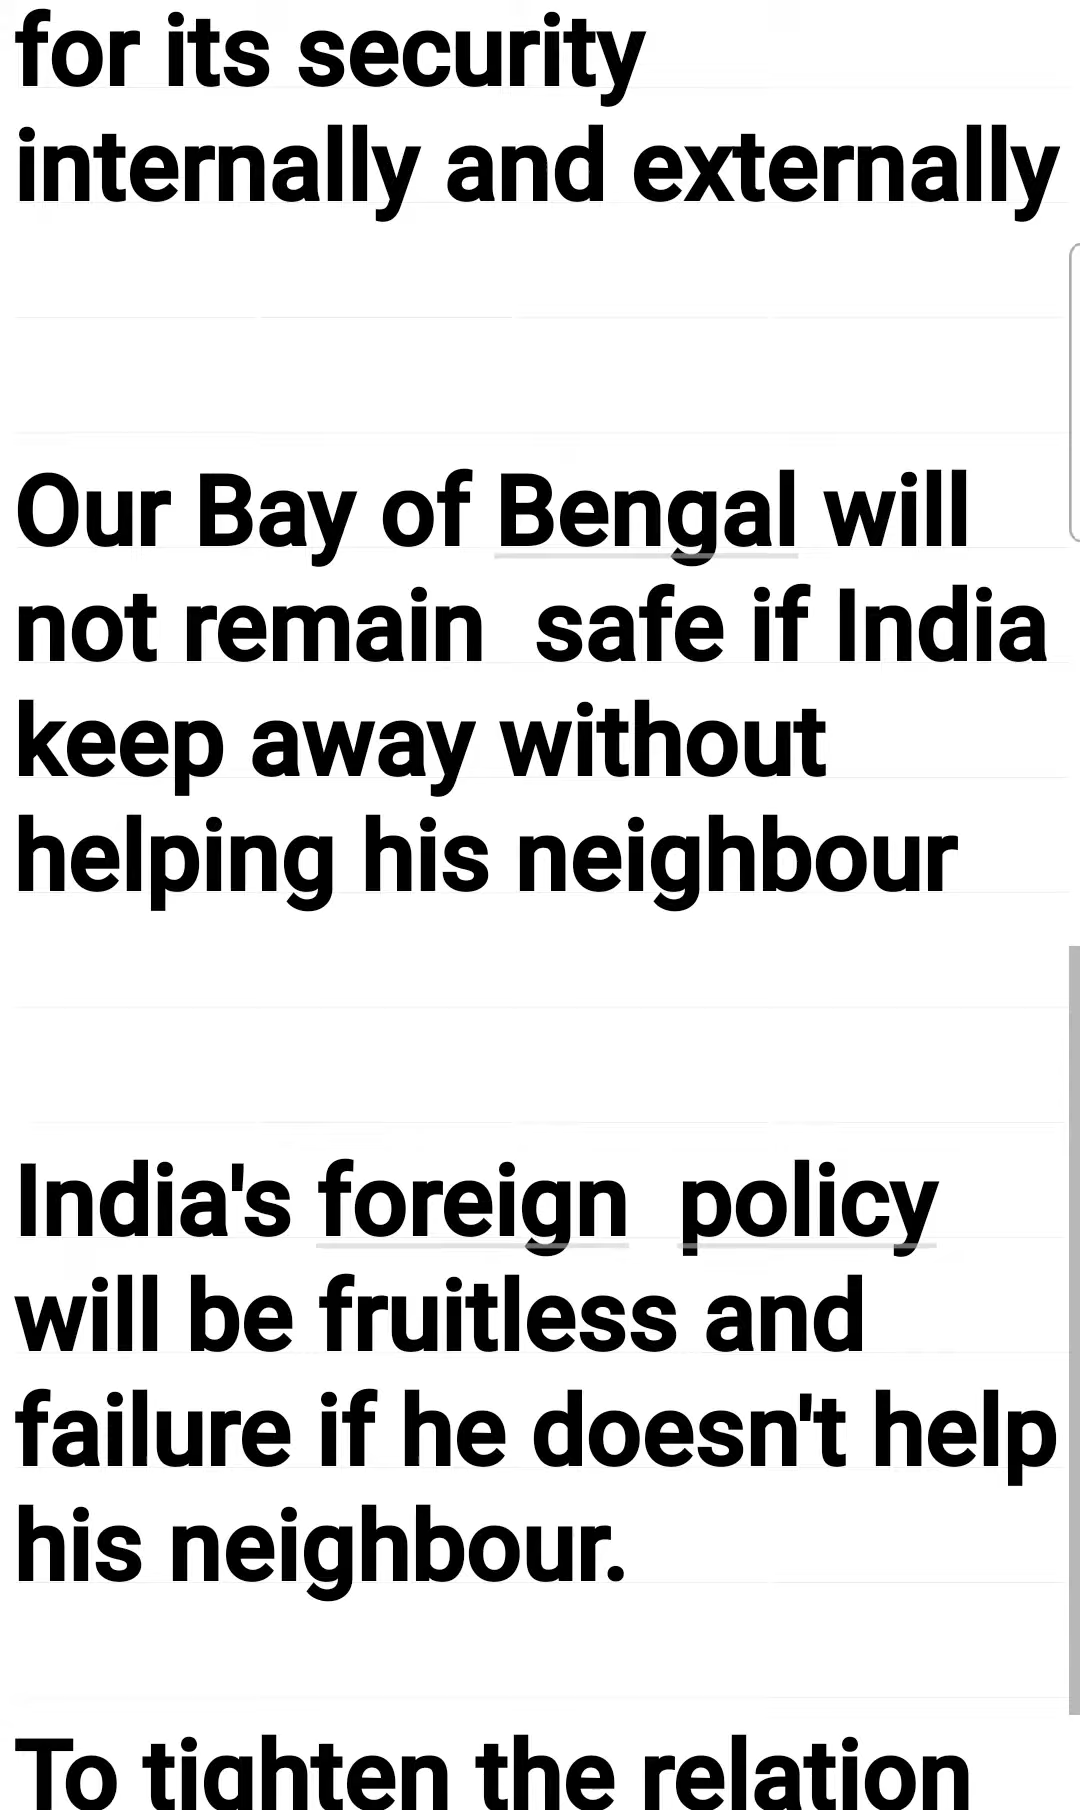 for its security
internally and externally
Our Bay of Bengal will
not remain  safe if India
keep away without
helping his neighbour
India's foreign  policy
will be fruitless and
failure if he doesn't help
his neighbour.
To tighten the relation